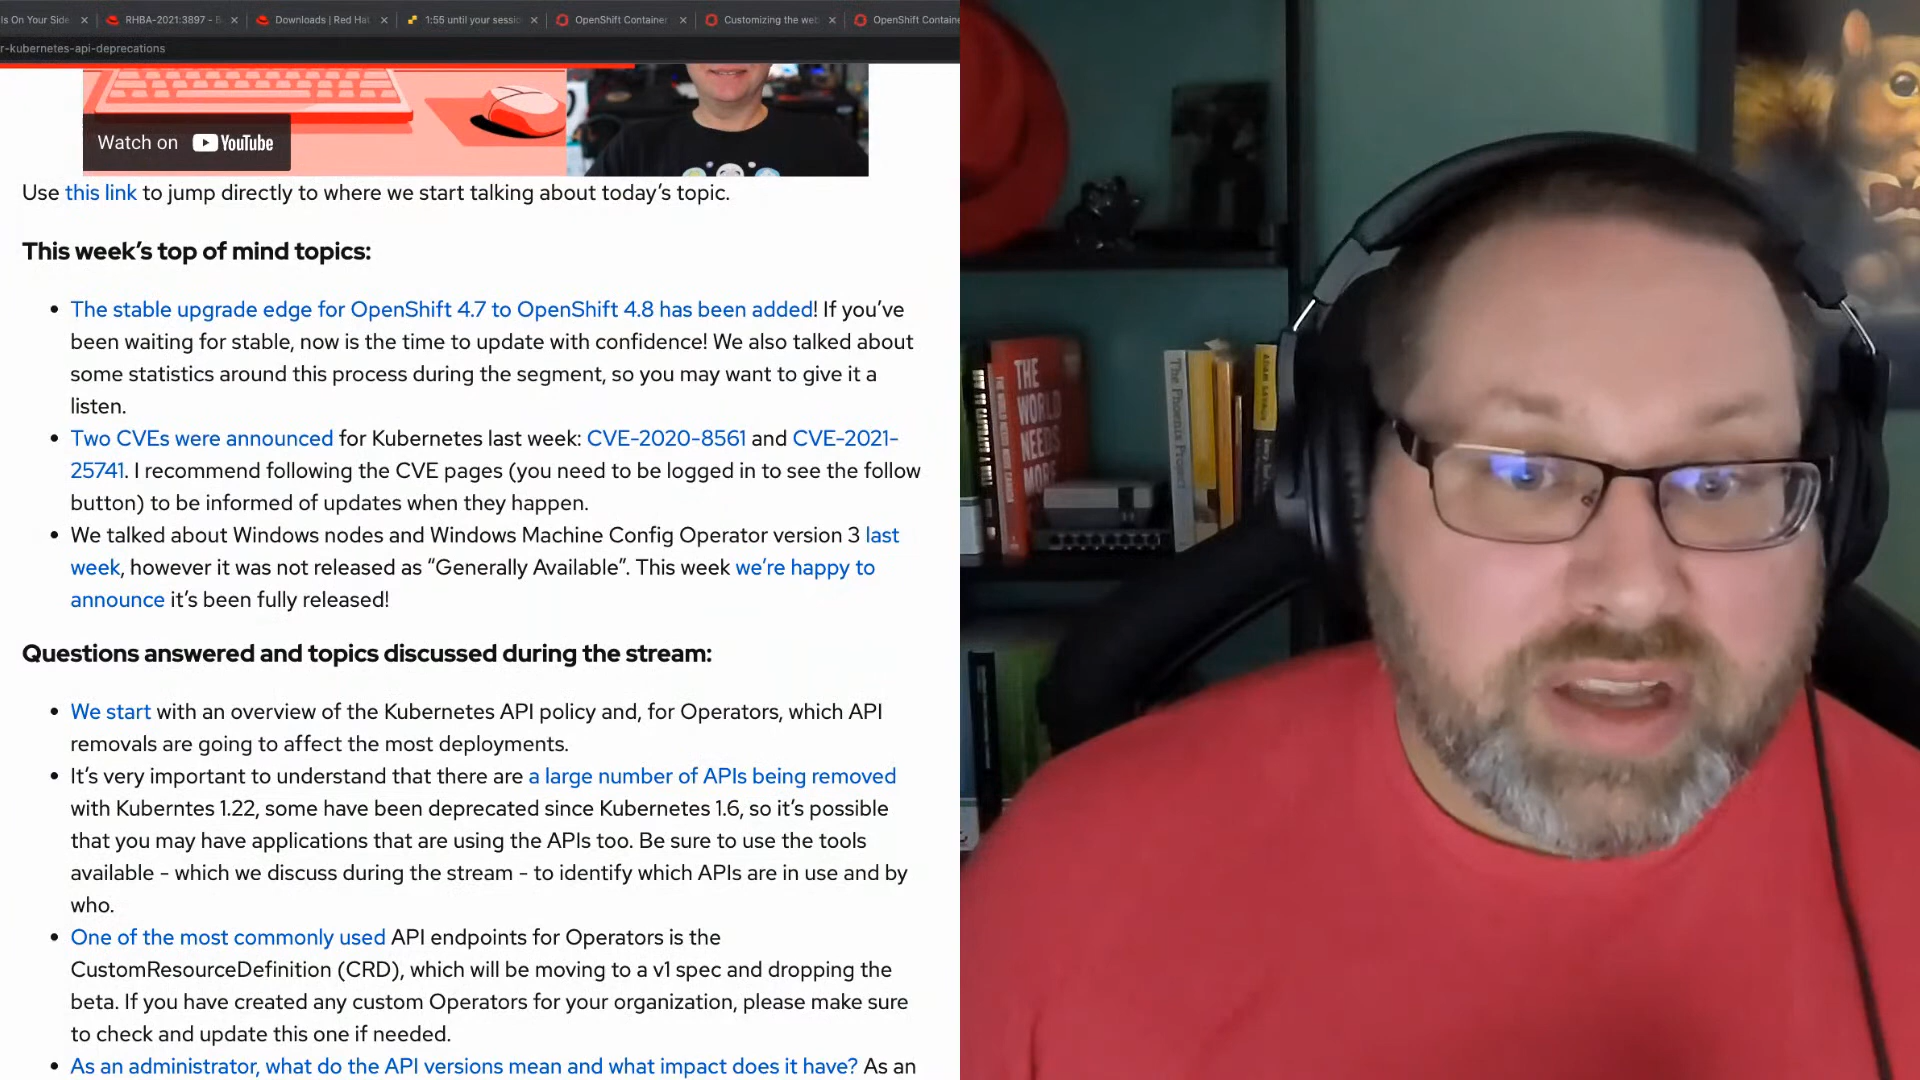 ls On Your Side.
RHBA-2021:3897 - B
Downloads | Red Ha
1:55 until your sessi
OpenShift Container
Customizing the web
OpenShift Containe
r-kubernetes-api-deprecations
Watch on YouTube
Use this link to jump directly to where we start talking about today’s topic.
This week’s top of mind topics:
• The stable upgrade edge for OpenShift 4.7 to OpenShift 4.8 has been added! If you’ve
been waiting for stable, now is the time to update with confidence! We also talked about
some statistics around this process during the segment, so you may want to give it a
listen.
• Two CVEs were announced for Kubernetes last week: CVE-2020-8561 and CVE-2021-
25741. I recommend following the CVE pages (you need to be logged in to see the follow
button) to be informed of updates when they happen.
• We talked about Windows nodes and Windows Machine Config Operator version 3 last
week, however it was not released as “Generally Available”. This week we’re happy to
announce it’s been fully released!
Questions answered and topics discussed during the stream:
• We start with an overview of the Kubernetes API policy and, for Operators, which API
removals are going to affect the most deployments.
• It’s very important to understand that there are a large number of APIs being removed
with Kuberntes 1.22, some have been deprecated since Kubernetes 1.6, so it’s possible
that you may have applications that are using the APIs too. Be sure to use the tools
available - which we discuss during the stream - to identify which APIs are in use and by
who.
• One of the most commonly used API endpoints for Operators is the
CustomResourceDefinition (CRD), which will be moving to a v1 spec and dropping the
beta. If you have created any custom Operators for your organization, please make sure
to check and update this one if needed.
• As an administrator, what do the API versions mean and what impact does it have? As an
THE
WORLD
NEEDS
MORE
The Phoenix Project
ADAM SAVAGE